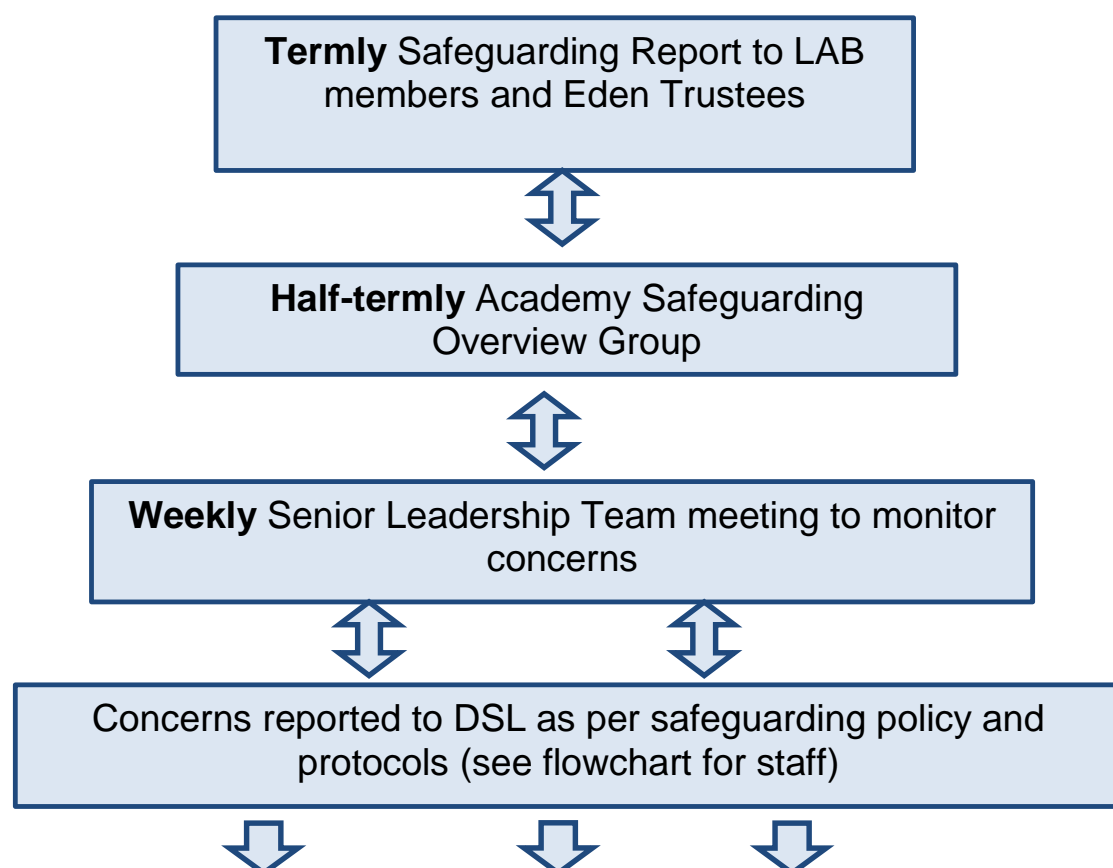 Termly Safeguarding Report to LAB
members and Eden Trustees
Half-termly Academy Safeguarding
Overview Group
Weekly Senior Leadership Team meeting to monitor
concerns
Concerns reported to DSL as per safeguarding policy and
protocols (see flowchart for staff)